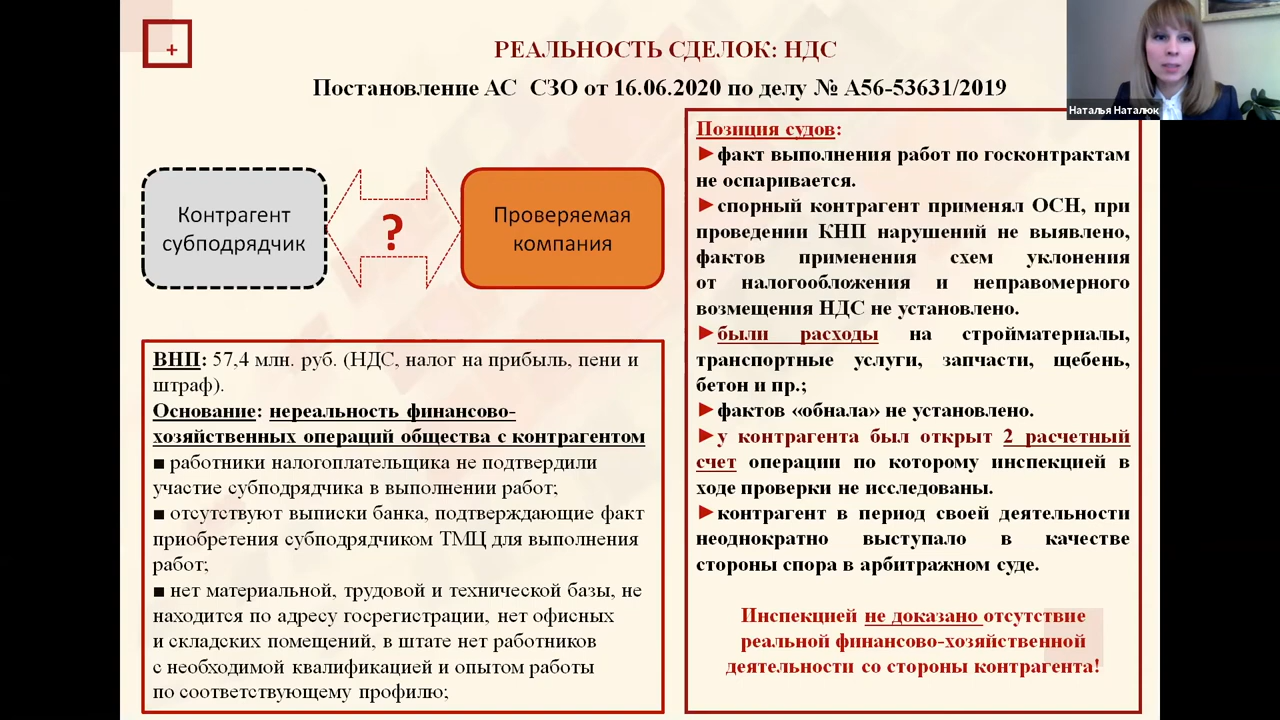 +
РЕАЛЬНОСТЬ СДЕЛОК: НДС
Постановление АС СЗО от 16.06.2020 по делу № А56-53631/2019
Наталья Наталюк
Контрагент
субподрядчик
?
Проверяемая
компания
ВНП: 57,4 млн. руб. (НДС, налог на прибыль, пени и
штраф).
Основание: нереальность финансово-
хозяйственных операций общества с контрагентом
■ работники налогоплательщика не подтвердили
участие субподрядчика в выполнении работ;
■ отсутствуют выписки банка, подтверждающие факт
приобретения субподрядчиком ТМЦ для выполнения
работ;
■ нет материальной, трудовой и технической базы, не
находится по адресу госрегистрации, нет офисных
и складских помещений, в штате нет работников
с необходимой квалификацией и опытом работы
по соответствующему профилю;
Позиция судов:
►факт выполнения работ по госконтрактам
не оспаривается.
►спорный контрагент применял ОСН, при
проведении КНП нарушений не выявлено,
фактов применения схем уклонения
от налогообложения и неправомерного
возмещения НДС не установлено.
►были расходы на стройматериалы,
транспортные услуги, запчасти, щебень,
бетон и пр.;
►фактов «обнала» не установлено.
►у контрагента был открыт 2 расчетный
счет операции по которому инспекцией в
ходе проверки не исследованы.
►контрагент в период своей деятельности
неоднократно выступало в качестве
стороны спора в арбитражном суде.
Инспекцией не доказано отсутствие
реальной финансово-хозяйственной
деятельности со стороны контрагента!